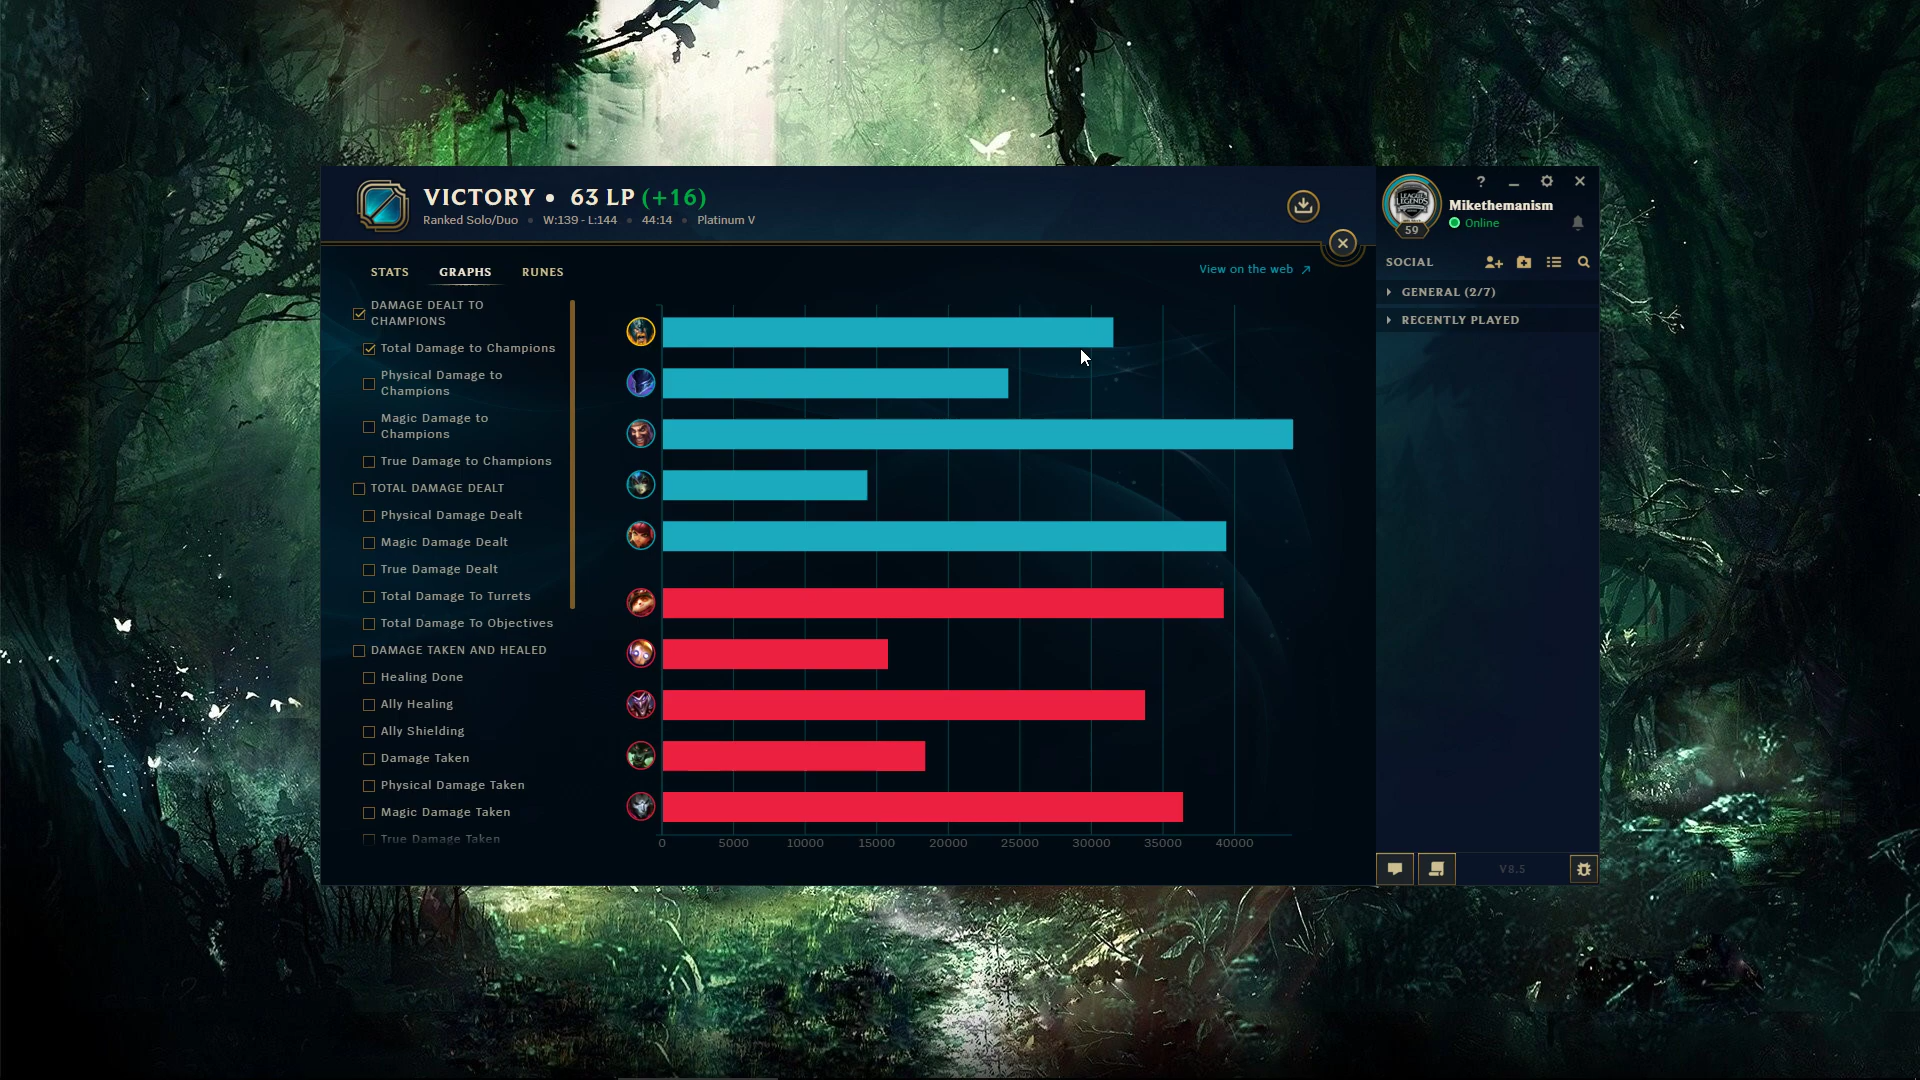 VICTORY • 63 LP (+16)
Ranked Solo/Duo • W:139 - L:144 • 44:14 • Platinum V
STATS GRAPHS RUNES
View on the web
DAMAGE DEALT TO
CHAMPIONS
Total Damage to Champions
Physical Damage to
Champions
Magic Damage to
Champions
True Damage to Champions
TOTAL DAMAGE DEALT
Physical Damage Dealt
Magic Damage Dealt
True Damage Dealt
Total Damage To Turrets
Total Damage To Objectives
DAMAGE TAKEN AND HEALED
Healing Done
Ally Healing
Ally Shielding
Damage Taken
Physical Damage Taken
Magic Damage Taken
True Damage Taken
0 5000 10000 15000 20000 25000 30000 35000 40000
?
LEAGUE
LEGENDS
59
Mikethemanism
Online
SOCIAL
GENERAL (2/7)
RECENTLY PLAYED
V8.5